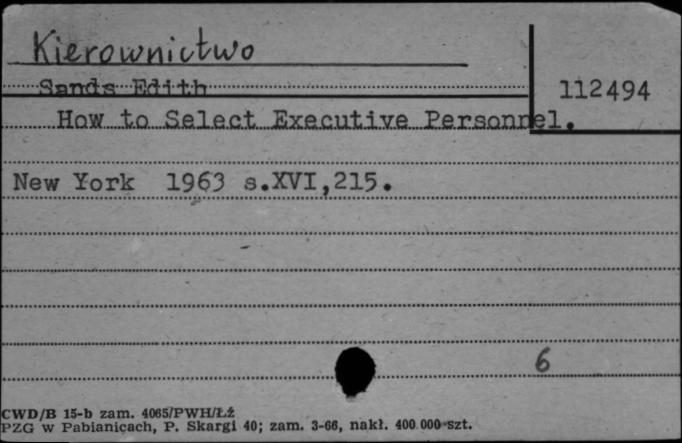 Kierownictwo
Sands Edith
112494
How to Select Executive Personnel.
New York 1963 s.XVI,215.
6
CWD/B 15-b zam. 4065/PWH/Łź
PZG w Pabianicach, P. Skargi 40; zam. 3-66, nakł. 400 000 szt.